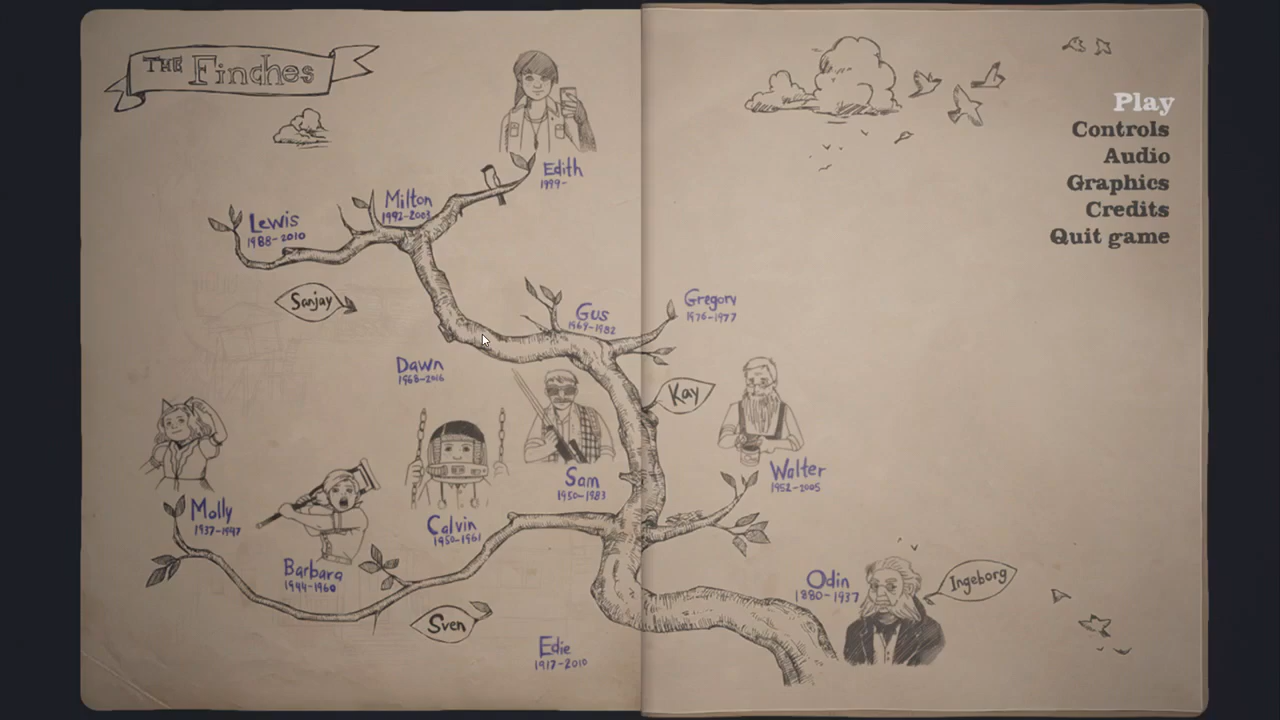 THE Finches
Edith
1999-
Milton
1992-2003
Lewis
1988-2010
Sanjay
Gus
1969-1982
Gregory
1976-1977
Dawn
1968-2016
Kay
Sam
1950-1983
Walter
1952-2005
Molly
1937-1947
Calvin
1950-1961
Barbara
1944-1960
Sven
Edie
1917-2010
Odin
1880-1937
Ingeborg
Play
Controls
Audio
Graphics
Credits
Quit game